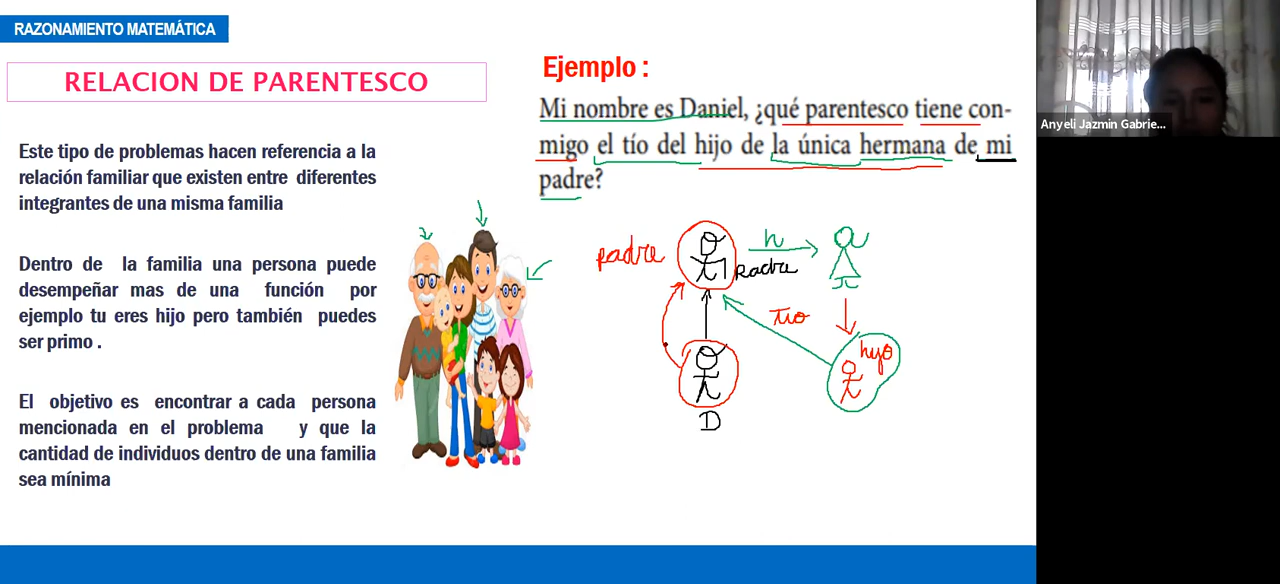 RAZONAMIENTO MATEMÁTICA
RELACION DE PARENTESCO
Este tipo de problemas hacen referencia a la
relación familiar que existen entre diferentes
integrantes de una misma familia
Dentro de la familia una persona puede
desempeñar mas de una función por
ejemplo tu eres hijo pero también puedes
ser primo .
El objetivo es encontrar a cada persona
mencionada en el problema y que la
cantidad de individuos dentro de una familia
sea mínima
Ejemplo :
Mi nombre es Daniel, ¿qué parentesco tiene con-
migo el tío del hijo de la única hermana de mi
padre?
padre
h
padre
tio
hijo
D
Anyeli Jazmin Gabrie...